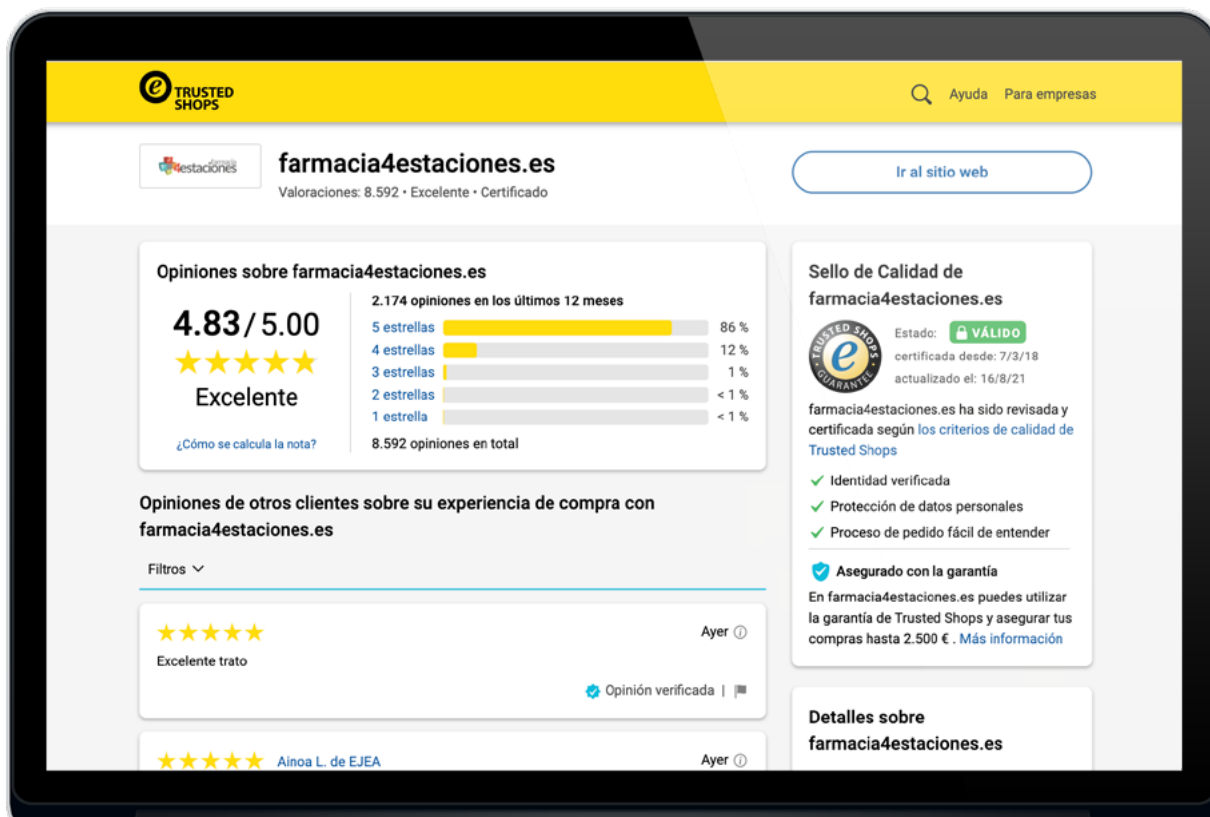 e TRUSTED
SHOPS
Ayuda Para empresas
farmacia
4estaciones
farmacia4estaciones.es
Valoraciones: 8.592 • Excelente • Certificado
Ir al sitio web
Opiniones sobre farmacia4estaciones.es
4.83/5.00
Excelente
¿Cómo se calcula la nota?
2.174 opiniones en los últimos 12 meses
5 estrellas 86 %
4 estrellas 12 %
3 estrellas 1 %
2 estrellas < 1 %
1 estrella < 1 %
8.592 opiniones en total
Opiniones de otros clientes sobre su experiencia de compra con
farmacia4estaciones.es
Filtros
Ayer
Excelente trato
Opinión verificada |
Ainoa L. de EJEA
Ayer
Sello de Calidad de
farmacia4estaciones.es
TRUSTED SHOPS
e
GUARANTEE
Estado: VÁLIDO
certificada desde: 7/3/18
actualizado el: 16/8/21
farmacia4estaciones.es ha sido revisada y
certificada según los criterios de calidad de
Trusted Shops
Identidad verificada
Protección de datos personales
Proceso de pedido fácil de entender
Asegurado con la garantía
En farmacia4estaciones.es puedes utilizar
la garantía de Trusted Shops y asegurar tus
compras hasta 2.500 € . Más información
Detalles sobre
farmacia4estaciones.es